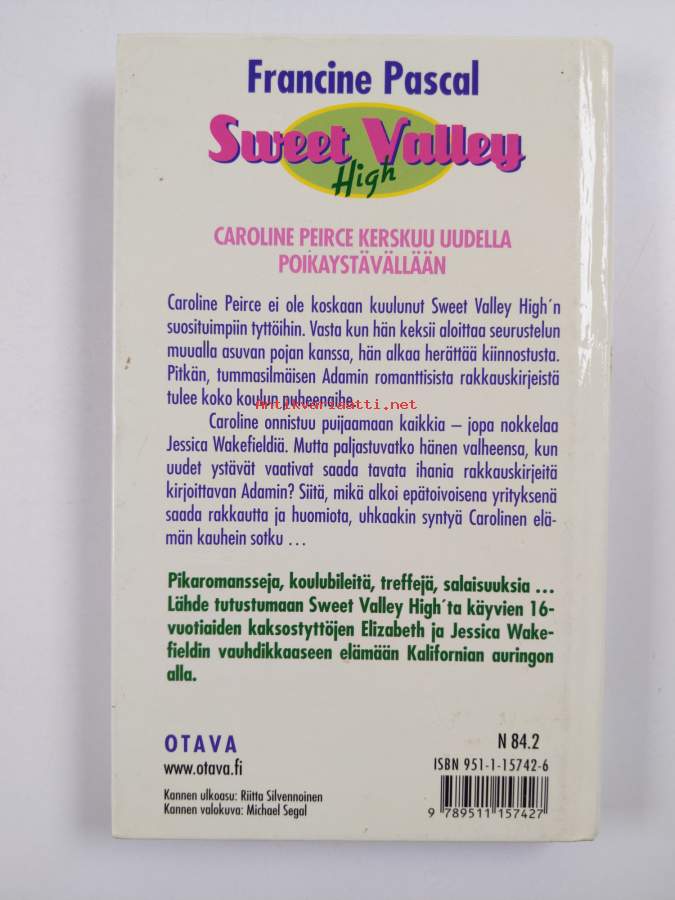 Francine Pascal
Sweet Valley
High
CAROLINE PEIRCE KERSKUU UUDELLA
POIKAYSTÄVÄLLÄÄN
Caroline Peirce ei ole koskaan kuulunut Sweet Valley High´n
suosituimpiin tyttöihin. Vasta kun hän keksii aloittaa seurustelun
muualla asuvan pojan kanssa, hän alkaa herättää kiinnostusta.
Pitkän, tummasilmäisen Adamin romanttisista rakkauskirjeistä
tulee koko koulun puheenaihe.
Antikvariaatti.net
Caroline onnistuu puijaamaan kaikkia – jopa nokkelaa
Jessica Wakefieldiä. Mutta paljastuvatko hänen valheensa, kun
uudet ystävät vaativat saada tavata ihania rakkauskirjeitä
kirjoittavan Adamin? Siitä, mikä alkoi epätoivoisena yrityksenä
saada rakkautta ja huomiota, uhkaakin syntyä Carolinen elä-
män kauhein sotku ...
Pikaromansseja, koulubileitä, treffejä, salaisuuksia ...
Lähde tutustumaan Sweet Valley High´ta käyvien 16-
vuotiaiden kaksostyttöjen Elizabeth ja Jessica Wake-
fieldin vauhdikkaaseen elämään Kalifornian auringon
alla.
OTAVA
www.otava.fi
Kannen ulkoasu: Riitta Silvennoinen
Kannen valokuva: Michael Segal
N 84.2
ISBN 951-1-15742-6
9 789511 157427